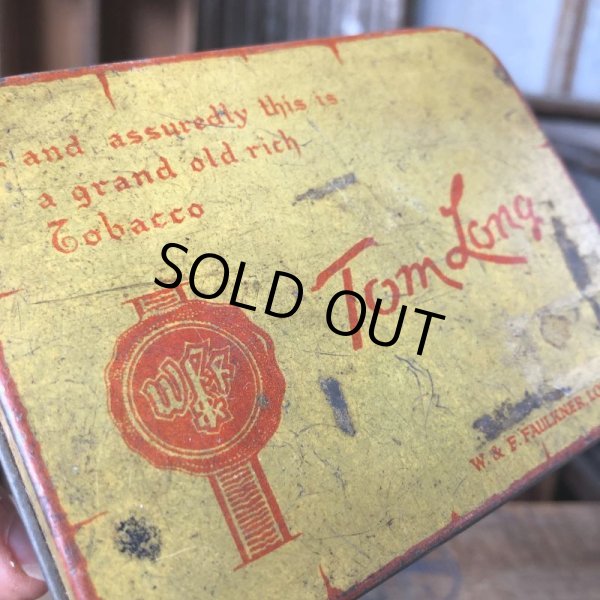 and assuredly this is
a grand old rich
Tobacco
Tom Long
SOLD OUT
W. & F. FAULKNER